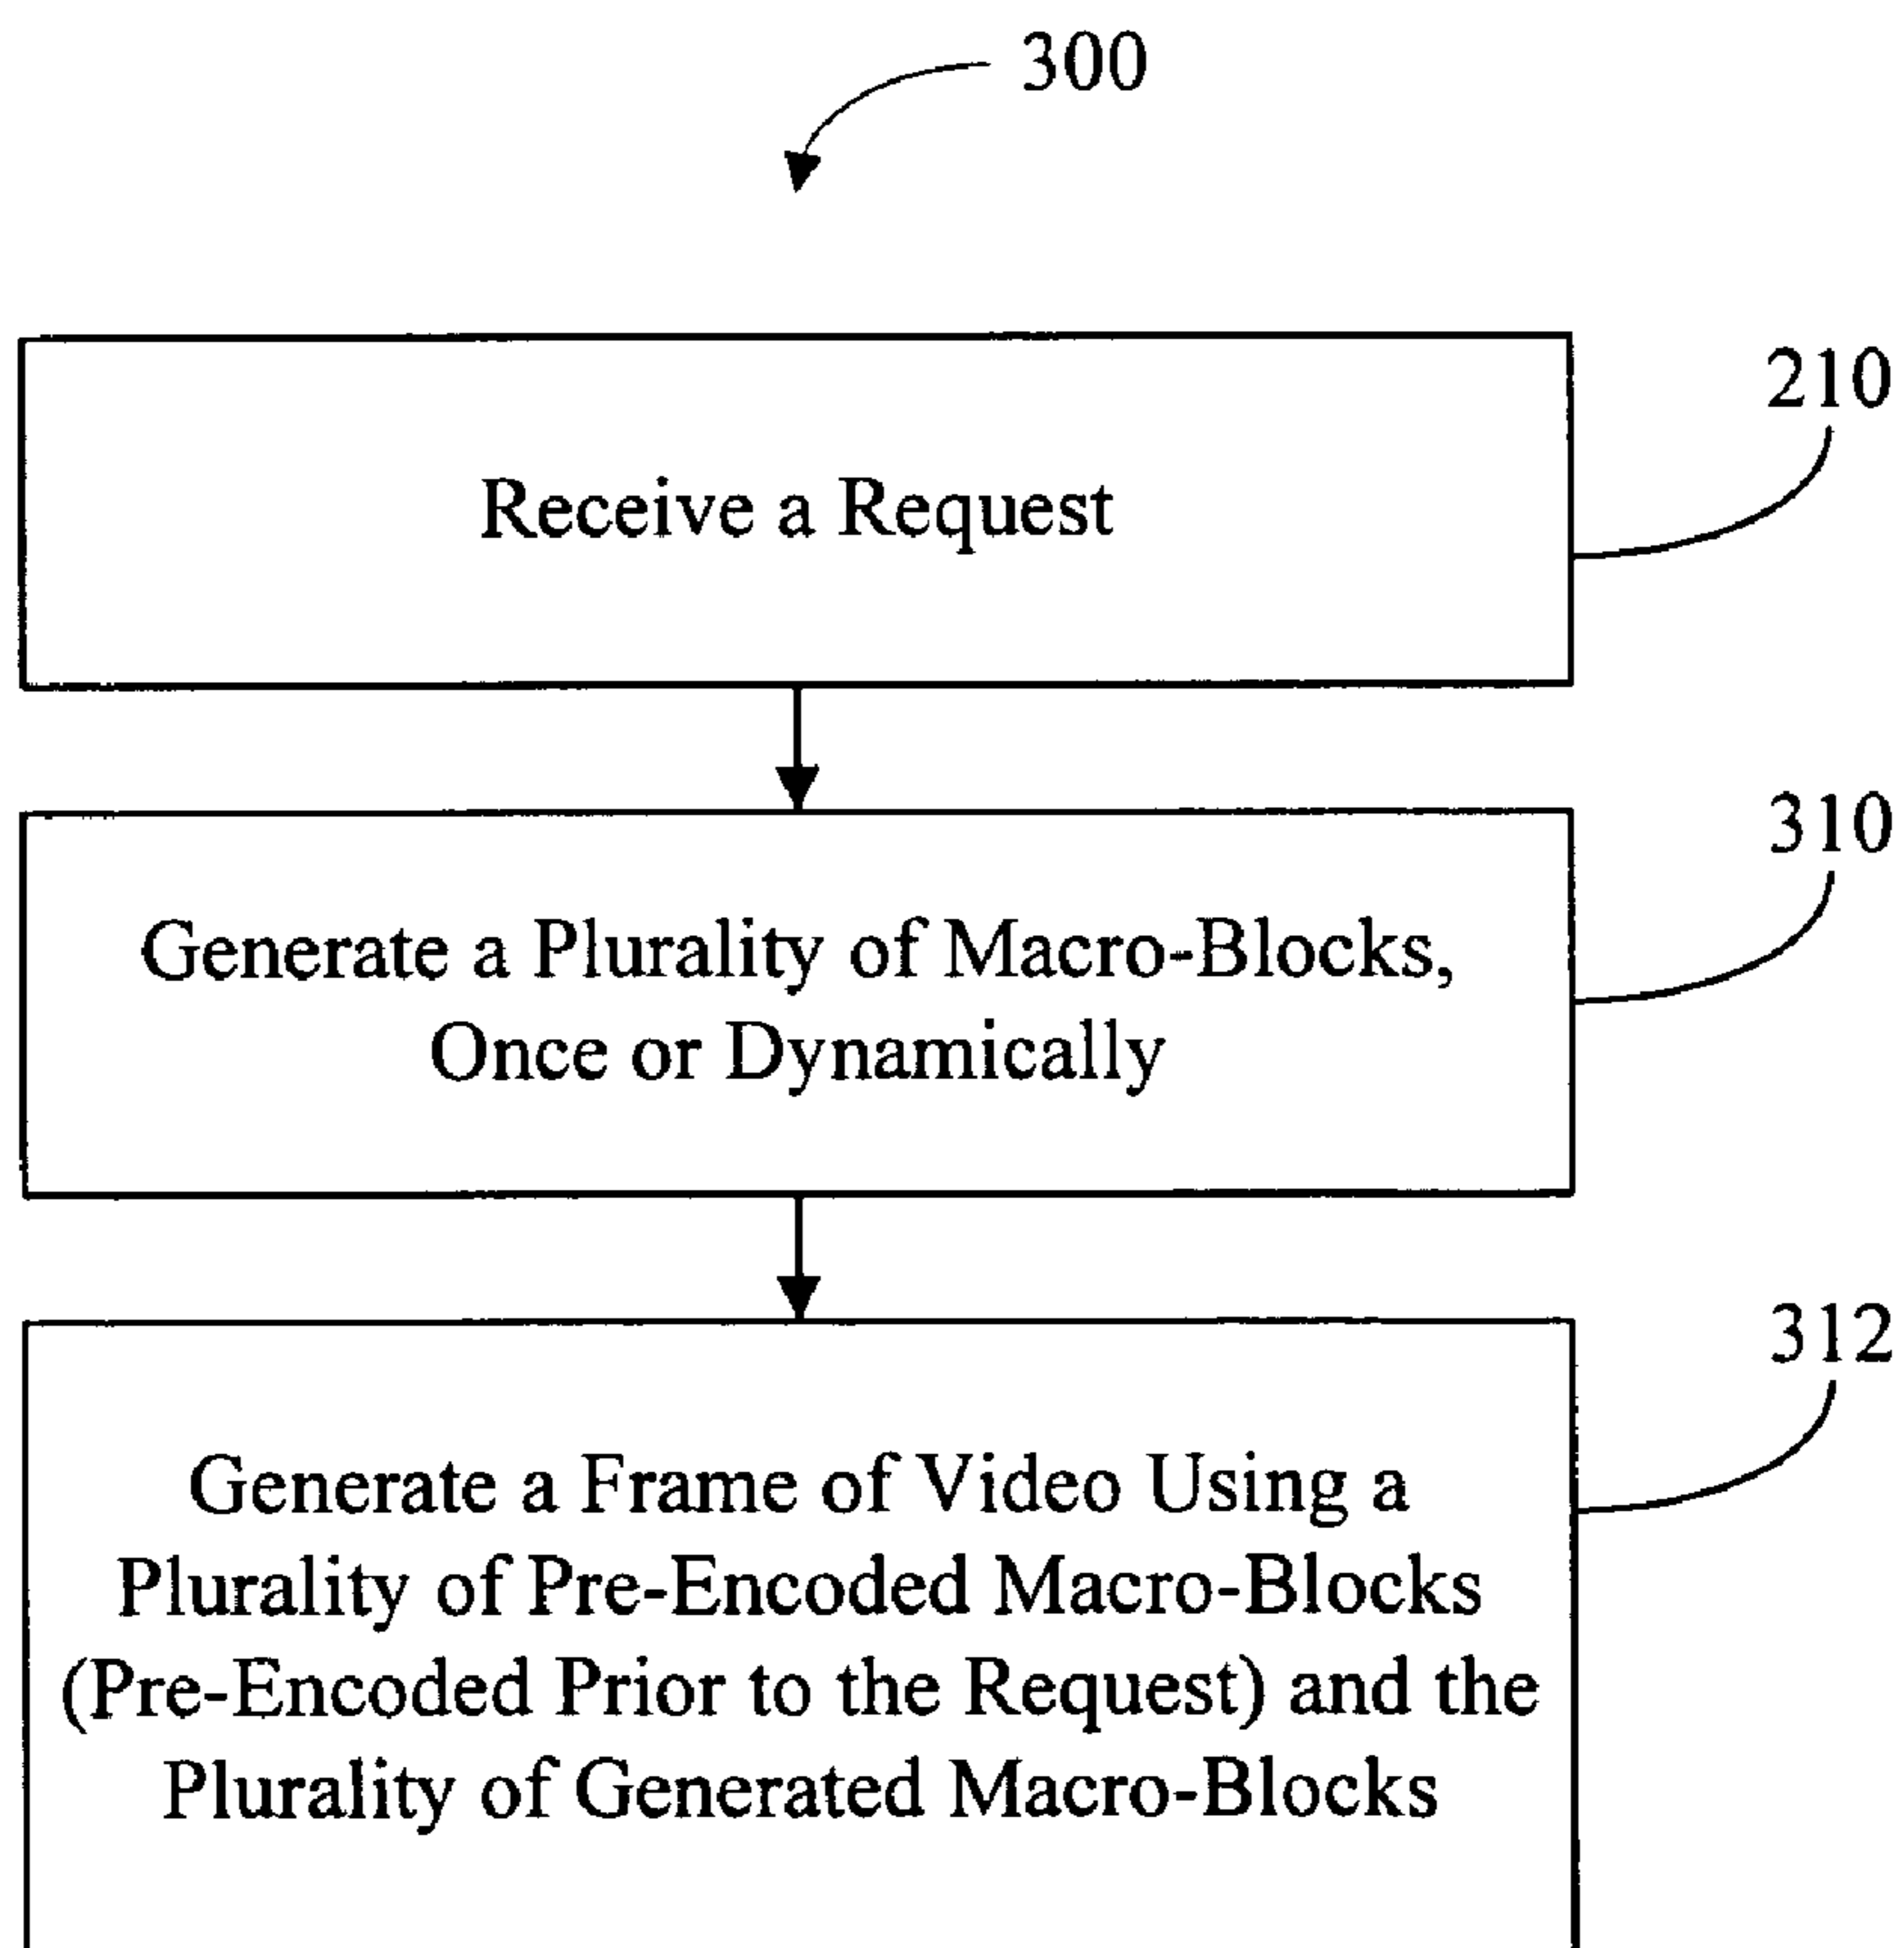 300
210
Receive a Request
310
Generate a Plurality of Macro-Blocks,
Once or Dynamically
312
Generate a Frame of Video Using a
Plurality of Pre-Encoded Macro-Blocks
(Pre-Encoded Prior to the Request) and the
Plurality of Generated Macro-Blocks